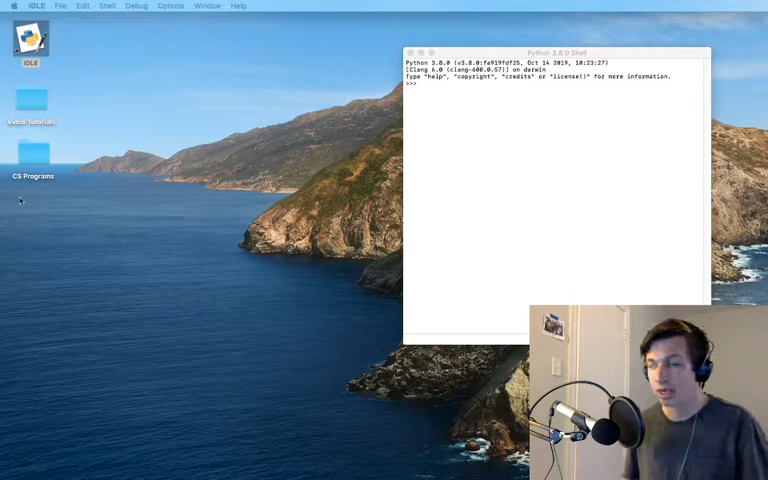 IDLE File Edit Shell Debug Options Window Help
IDLE
Video Tutorials
CS Programs
Python 3.8.0 Shell
Python 3.8.0 (v3.8.0:fa919fdf25, Oct 14 2019, 10:23:27)
[Clang 6.0 (clang-600.0.57)] on darwin
Type "help", "copyright", "credits" or "license()" for more information.
>>>